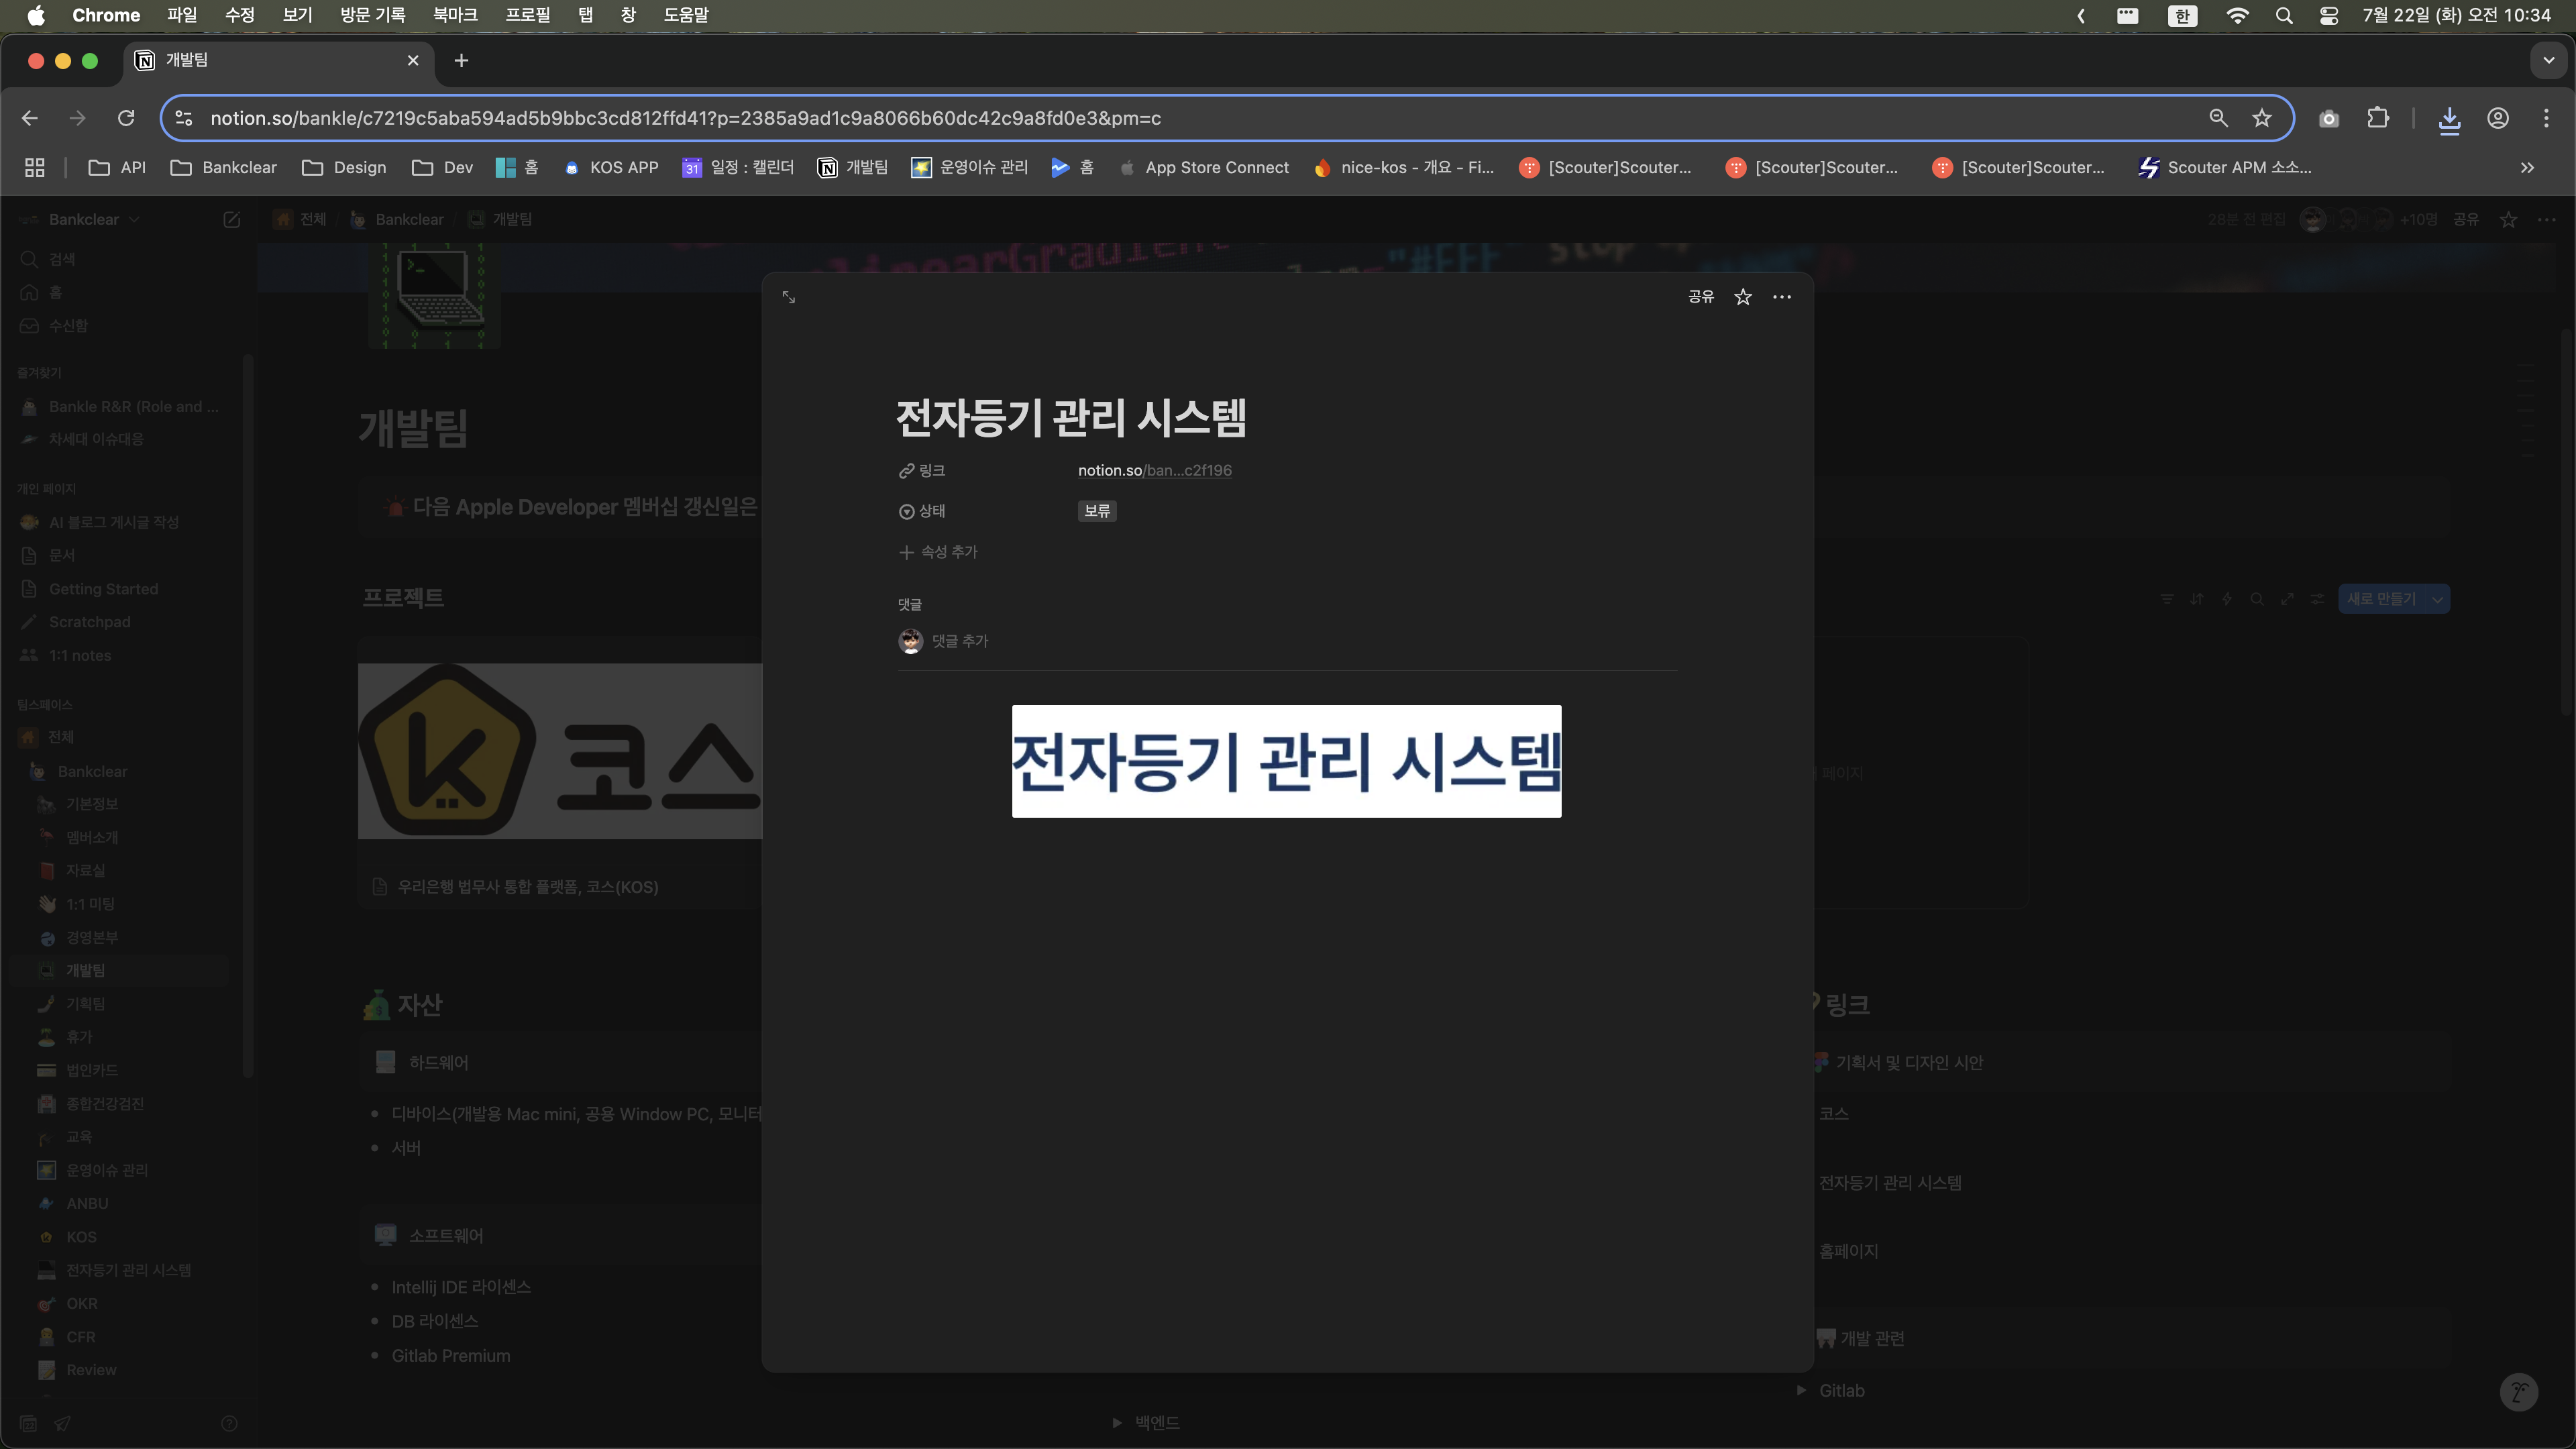 Chrome 파일 수정 보기 방문 기록 북마크 프로필 탭 창 도움말
한 7월 22일 (화) 오전 10:34
개발팀
notion.so/bankle/c7219c5aba594ad5b9bbc3cd812ffd41?p=2385a9ad1c9a8066b60dc42c9a8fd0e3&pm=c
API Bankclear Design Dev 홈 KOS APP 31 일정 : 캘린더 개발팀 운영이슈 관리 홈 App Store Connect nice-kos - 개요 - Fi... [Scouter]Scouter... [Scouter]Scouter... [Scouter]Scouter... Scouter APM 소소...
Bankclear
전체 / Bankclear / 개발팀
28분 전 편집 +10명 공유
검색
홈
수신함
즐겨찾기
Bankle R&R (Role and ...
차세대 이슈대응
개인 페이지
AI 블로그 게시글 작성
문서
Getting Started
Scratchpad
1:1 notes
팀스페이스
전체
Bankclear
기본정보
멤버소개
자료실
1:1 미팅
경영본부
개발팀
기획팀
휴가
법인카드
종합건강검진
교육
운영이슈 관리
ANBU
KOS
전자등기 관리 시스템
OKR
CFR
Review
linearGradient
"#FFF
stop
개발팀
다음 Apple Developer 멤버십 갱신일은
프로젝트
새로 만들기
코스
우리은행 법무사 통합 플랫폼, 코스(KOS)
페이지
자산
하드웨어
디바이스(개발용 Mac mini, 공용 Window PC, 모니터
서버
소프트웨어
Intellij IDE 라이센스
DB 라이센스
Gitlab Premium
백엔드
공유
전자등기 관리 시스템
링크 notion.so/ban...c2f196
상태 보류
속성 추가
댓글
댓글 추가
전자등기 관리 시스템
링크
기획서 및 디자인 시안
코스
전자등기 관리 시스템
홈페이지
개발 관련
Gitlab